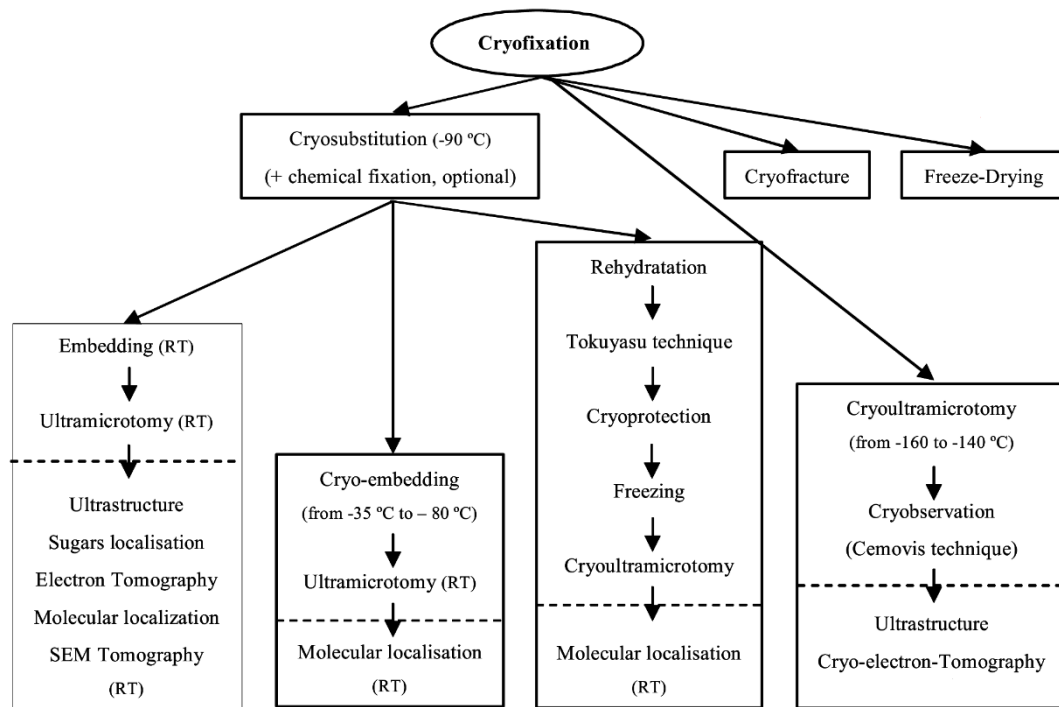 Cryofixation
Cryosubstitution (-90 ºC)
(+ chemical fixation, optional)
Cryofracture
Freeze-Drying
Embedding (RT)
Ultramicrotomy (RT)
Ultrastructure
Sugars localisation
Electron Tomography
Molecular localization
SEM Tomography
(RT)
Cryo-embedding
(from -35 ºC to – 80 ºC)
Ultramicrotomy (RT)
Molecular localisation
(RT)
Rehydratation
Tokuyasu technique
Cryoprotection
Freezing
Cryoultramicrotomy
Molecular localisation
(RT)
Cryoultramicrotomy
(from -160 to -140 ºC)
Cryobservation
(Cemovis technique)
Ultrastructure
Cryo-electron-Tomography